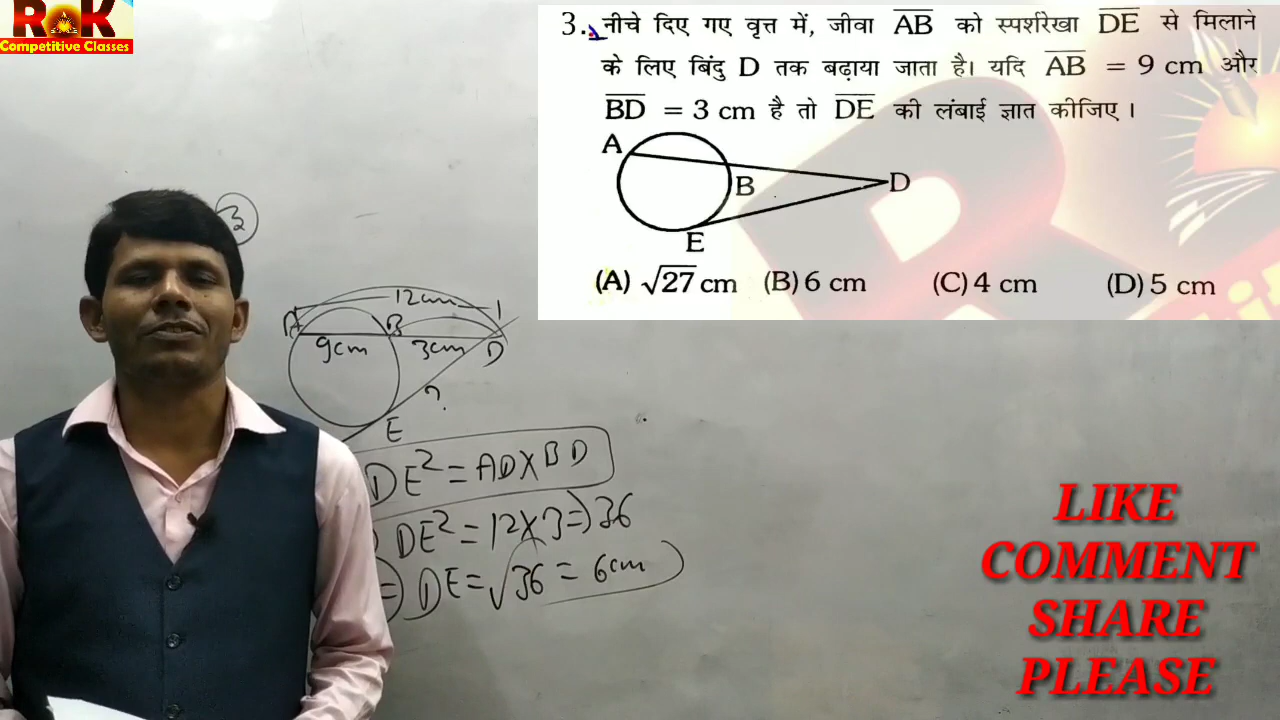 R K
Competitive Classes
3. नीचे दिए गए वृत्त में, जीवा AB को स्पर्शरेखा DE से मिलाने
के लिए बिंदु D तक बढ़ाया जाता है। यदि AB = 9 cm और
BD = 3 cm है तो DE की लंबाई ज्ञात कीजिए।
A
B
D
E
(A) √27 cm (B) 6 cm (C) 4 cm (D) 5 cm
3
12cm
A B
9cm 3cm D
?
E
DE² = AD×BD
DE² = 12×3 ⇒ 36
⇒ DE = √36 = 6cm
LIKE
COMMENT
SHARE
PLEASE